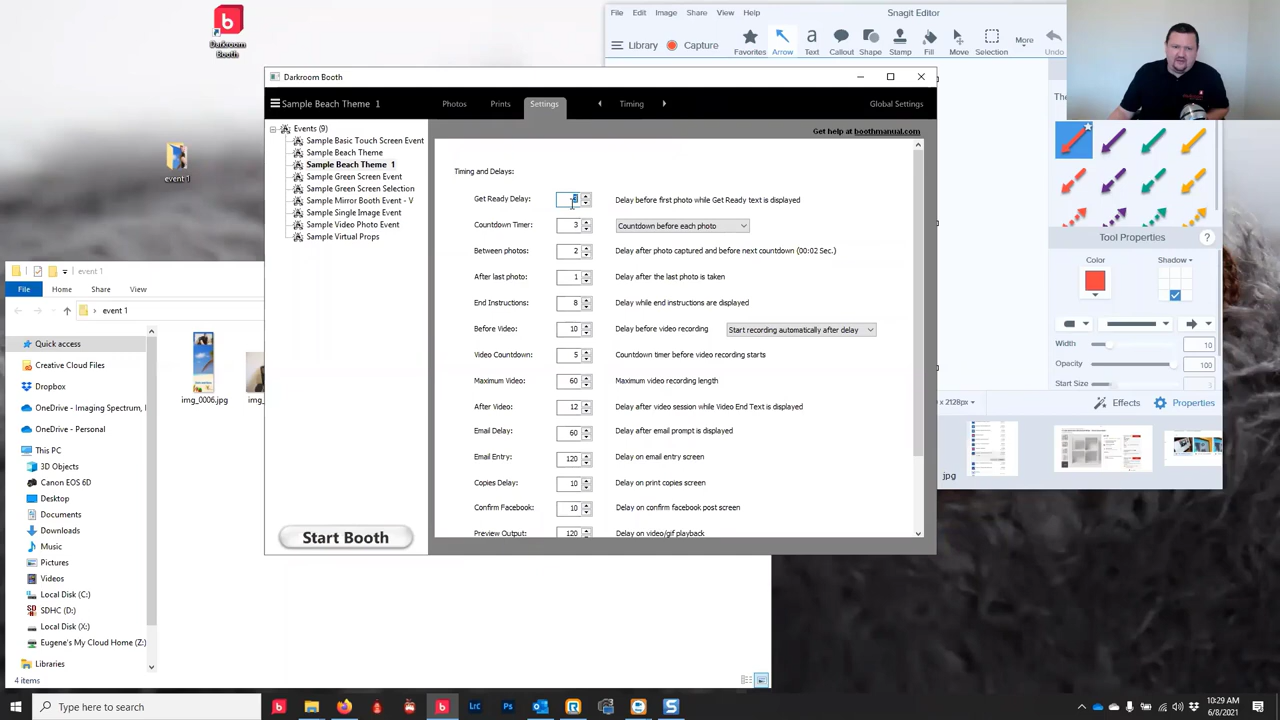 Darkroom
Booth
event 1
File Edit Image Share View Help
Snagit Editor
Library
Capture
Favorites
Arrow
Text
Callout
Shape
Stamp
Fill
Move
Selection
More
Undo
Darkroom Booth
Sample Beach Theme 1
Photos
Prints
Settings
Timing
Global Settings
Get help at boothmanual.com
Events (9)
Sample Basic Touch Screen Event
Sample Beach Theme
Sample Beach Theme 1
Sample Green Screen Event
Sample Green Screen Selection
Sample Mirror Booth Event - V
Sample Single Image Event
Sample Video Photo Event
Sample Virtual Props
Start Booth
Timing and Delays:
Get Ready Delay: Delay before first photo while Get Ready text is displayed
Countdown Timer: 3 Countdown before each photo
Between photos: 2 Delay after photo captured and before next countdown (00:02 Sec.)
After last photo: 1 Delay after the last photo is taken
End Instructions: 8 Delay while end instructions are displayed
Before Video: 10 Delay before video recording Start recording automatically after delay
Video Countdown: 5 Countdown timer before video recording starts
Maximum Video: 60 Maximum video recording length
After Video: 12 Delay after video session while Video End Text is displayed
Email Delay: 60 Delay after email prompt is displayed
Email Entry: 120 Delay on email entry screen
Copies Delay: 10 Delay on print copies screen
Confirm Facebook: 10 Delay on confirm facebook post screen
Preview Output: 120 Delay on video/gif playback
Tool Properties
?
Color
Shadow
Width
10
Opacity
100
Start Size
Effects
Properties
x 2128px
jpg
event 1
File Home Share View
event 1
Quick access
Creative Cloud Files
Dropbox
OneDrive - Imaging Spectrum, I
OneDrive - Personal
This PC
3D Objects
Canon EOS 6D
Desktop
Documents
Downloads
Music
Pictures
Videos
Local Disk (C:)
SDHC (D:)
Local Disk (X:)
Eugene's My Cloud Home (Z:)
Libraries
img_0006.jpg
img_
4 items
Type here to search
Lrc
Ps
10:29 AM
6/8/2021